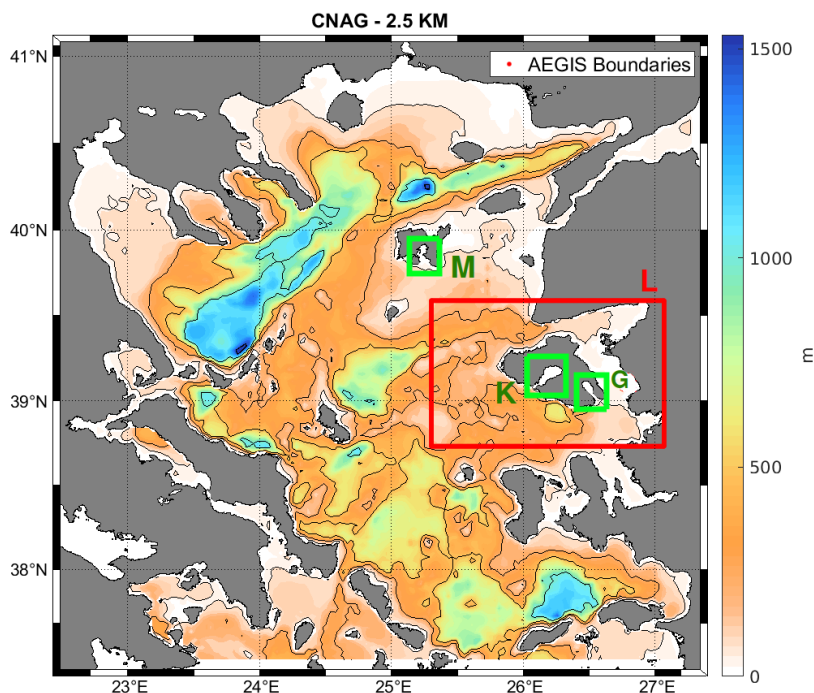 CNAG - 2.5 KM
41°N
AEGIS Boundaries
1500
40°N
M
L
1000
m
39°N
K
G
500
38°N
23°E
24°E
25°E
26°E
27°E
0